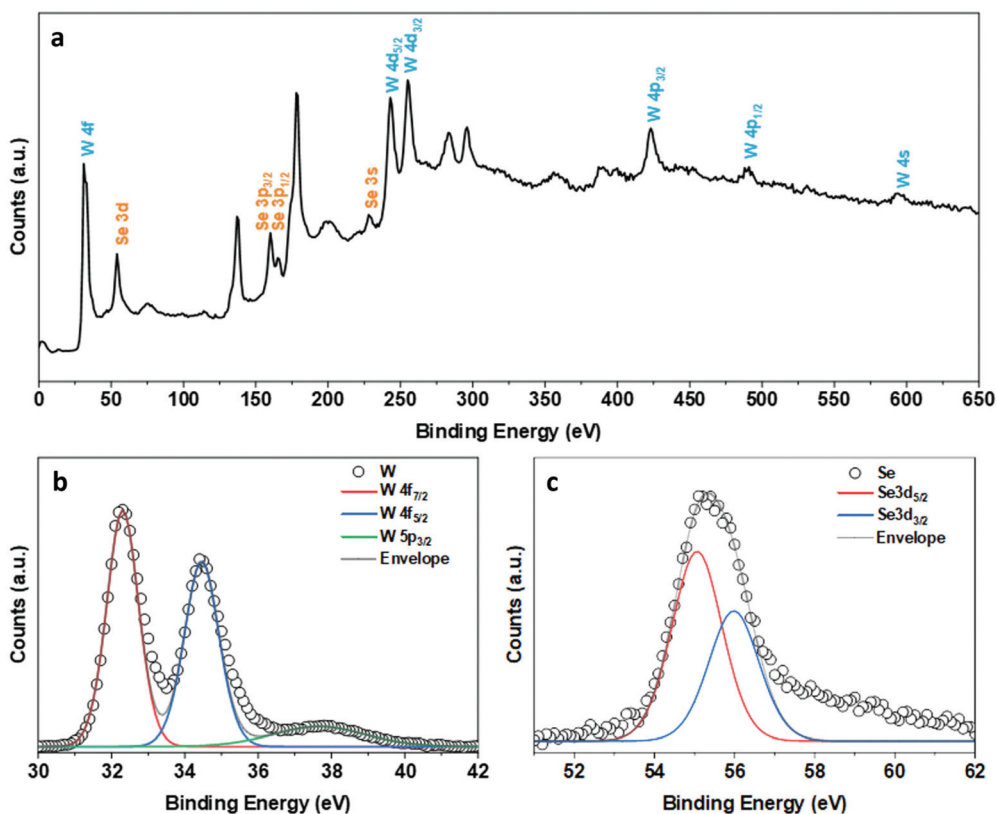 a
Counts (a.u.)
W 4f
Se 3d
Se 3p3/2
Se 3p1/2
Se 3s
W 4d5/2
W 4d3/2
W 4p3/2
W 4p1/2
W 4s
0 50 100 150 200 250 300 350 400 450 500 550 600 650
Binding Energy (eV)
b
Counts (a.u.)
W
W 4f7/2
W 4f5/2
W 5p3/2
Envelope
30 32 34 36 38 40 42
Binding Energy (eV)
c
Counts (a.u.)
Se
Se3d5/2
Se3d3/2
Envelope
52 54 56 58 60 62
Binding Energy (eV)